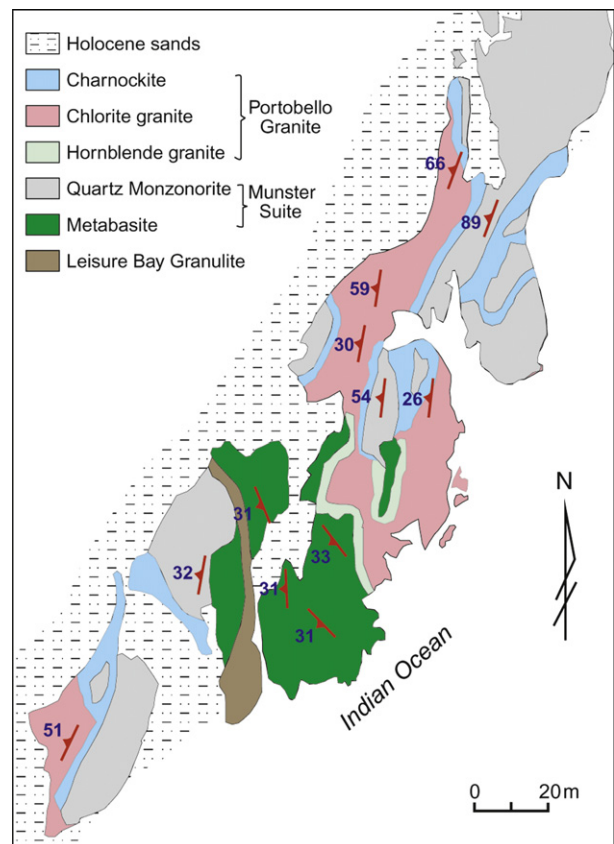 Holocene sands
Charnockite
Chlorite granite
Portobello
Granite
Hornblende granite
Quartz Monzonorite
Munster
Suite
Metabasite
Leisure Bay Granulite
66
89
59
30
54
26
31
33
32
31
31
51
N
Indian Ocean
0
20m